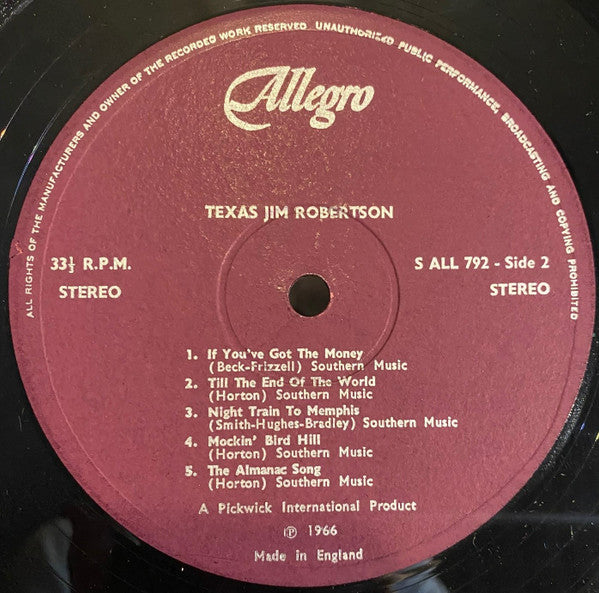 ALL RIGHTS OF THE MANUFACTURERS AND OWNER OF THE RECORDED WORK RESERVED UNAUTHORIZED PUBLIC PERFORMANCE, BROADCASTING AND COPYING PROHIBITED
Allegro
TEXAS JIM ROBERTSON
33⅓ R.P.M.
STEREO
S ALL 792 - Side 2
STEREO
1. If You've Got The Money
(Beck-Frizzell) Southern Music
2. Till The End Of The World
(Horton) Southern Music
3. Night Train To Memphis
(Smith-Hughes-Bradley) Southern Music
4. Mockin' Bird Hill
(Horton) Southern Music
5. The Almanac Song
(Horton) Southern Music
A Pickwick International Product
℗ 1966
Made in England